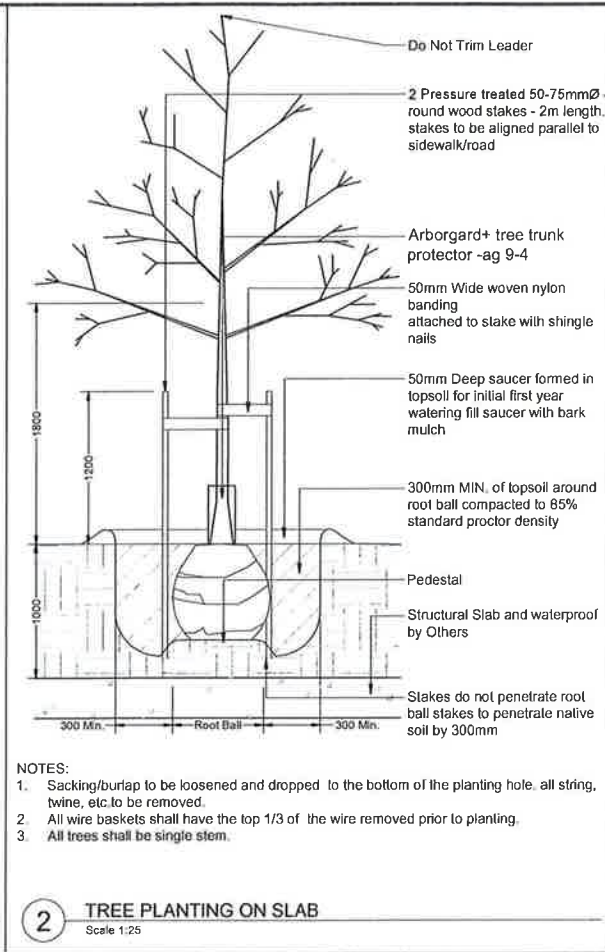 Do Not Trim Leader
2 Pressure treated 50-75mmØ
round wood stakes - 2m length.
stakes to be aligned parallel to
sidewalk/road
Arborgard+ tree trunk
protector -ag 9-4
50mm Wide woven nylon
banding
attached to stake with shingle
nails
50mm Deep saucer formed in
topsoil for initial first year
watering fill saucer with bark
mulch
300mm MIN. of topsoil around
root ball compacted to 85%
standard proctor density
Pedestal
Structural Slab and waterproof
by Others
Stakes do not penetrate root
ball stakes to penetrate native
soil by 300mm
1800
1200
1000
300 Min.
Root Ball
300 Min.
NOTES:
1. Sacking/burlap to be loosened and dropped to the bottom of the planting hole. all string,
twine, etc.to be removed.
2. All wire baskets shall have the top 1/3 of the wire removed prior to planting.
3. All trees shall be single stem.
2
TREE PLANTING ON SLAB
Scale 1:25